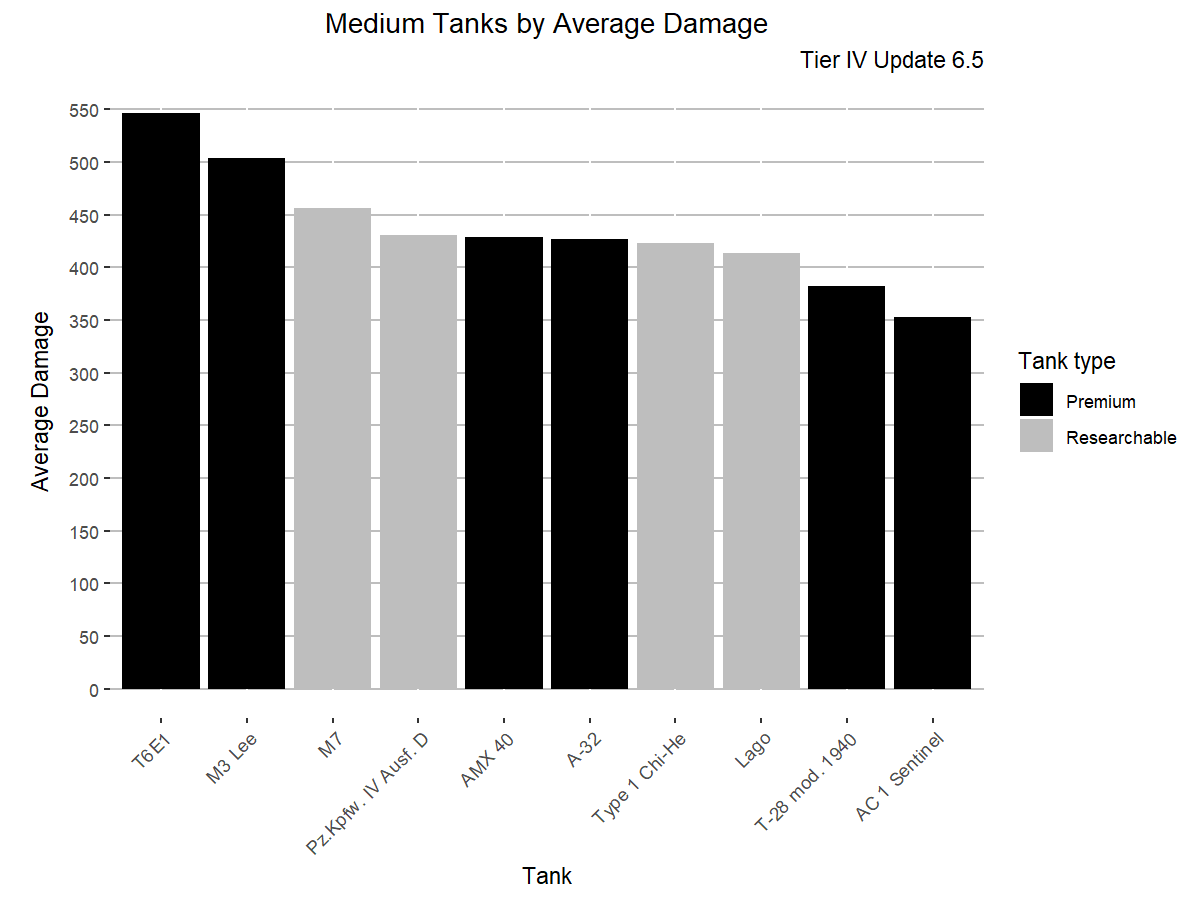 Medium Tanks by Average Damage
Tier IV Update 6.5
Average Damage
550
500
450
400
350
300
250
200
150
100
50
0
T6E1
M3 Lee
M7
Pz.Kpfw. IV Ausf. D
AMX 40
A-32
Type 1 Chi-He
Lago
T-28 mod. 1940
AC 1 Sentinel
Tank
Tank type
Premium
Researchable